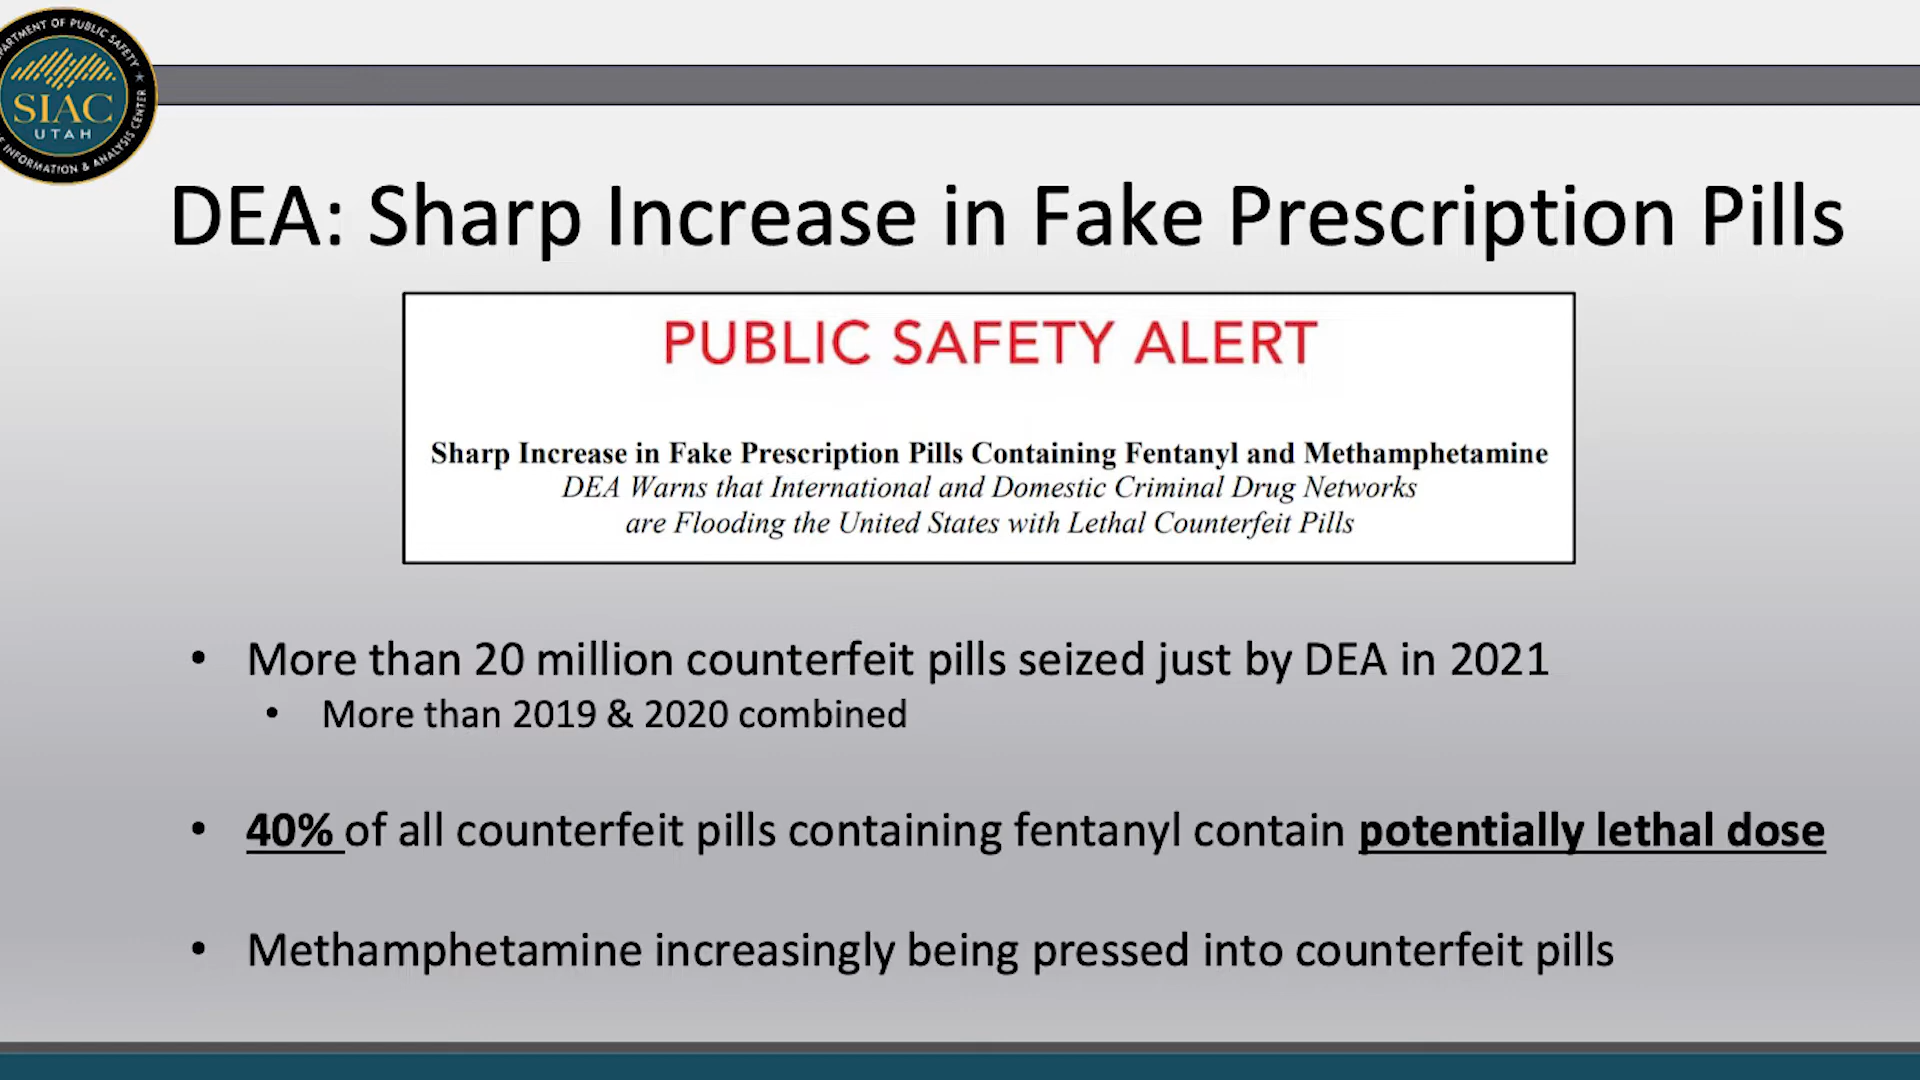 DEPARTMENT OF PUBLIC SAFETY
SIAC
UTAH
INFORMATION & ANALYSIS CENTER
DEA: Sharp Increase in Fake Prescription Pills
PUBLIC SAFETY ALERT
Sharp Increase in Fake Prescription Pills Containing Fentanyl and Methamphetamine
DEA Warns that International and Domestic Criminal Drug Networks
are Flooding the United States with Lethal Counterfeit Pills
• More than 20 million counterfeit pills seized just by DEA in 2021
• More than 2019 & 2020 combined
• 40% of all counterfeit pills containing fentanyl contain potentially lethal dose
• Methamphetamine increasingly being pressed into counterfeit pills